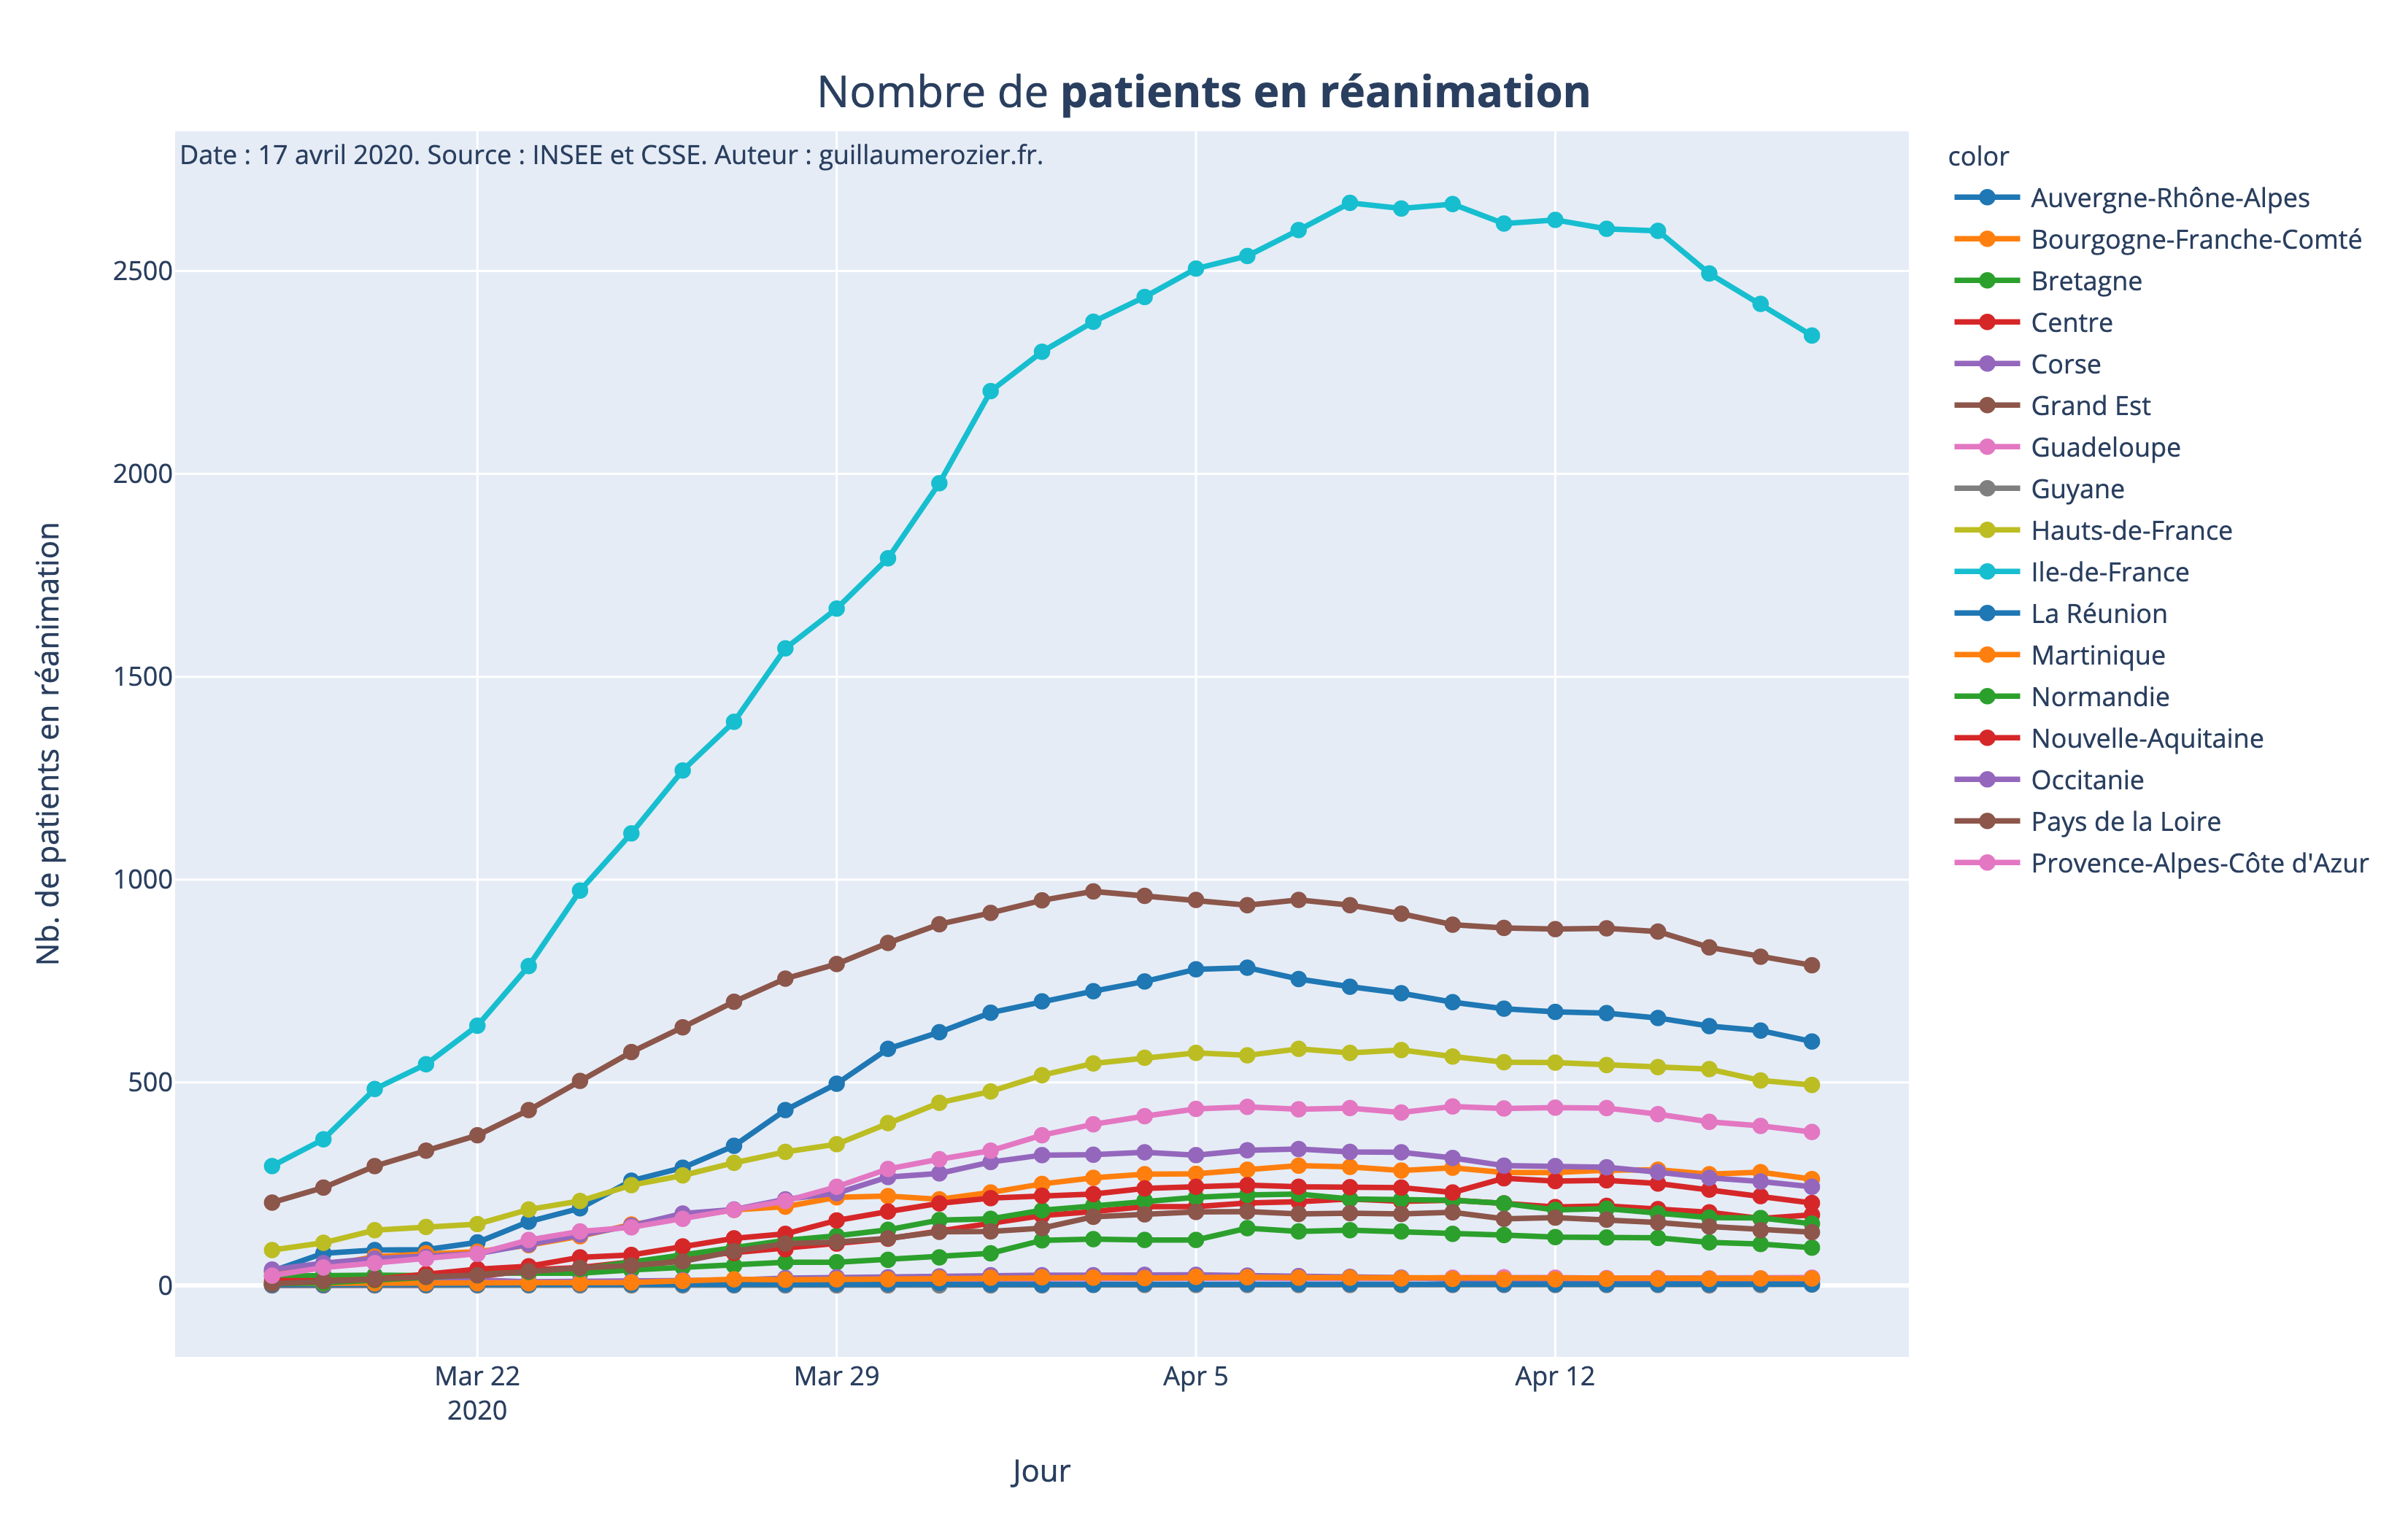 Nombre de patients en réanimation
Date : 17 avril 2020. Source : INSEE et CSSE. Auteur : guillaumerozier.fr.
color
Auvergne-Rhône-Alpes
Bourgogne-Franche-Comté
Bretagne
Centre
Corse
Grand Est
Guadeloupe
Guyane
Hauts-de-France
Ile-de-France
La Réunion
Martinique
Normandie
Nouvelle-Aquitaine
Occitanie
Pays de la Loire
Provence-Alpes-Côte d'Azur
Nb. de patients en réanimation
2500
2000
1500
1000
500
0
Mar 22
2020
Mar 29
Apr 5
Apr 12
Jour